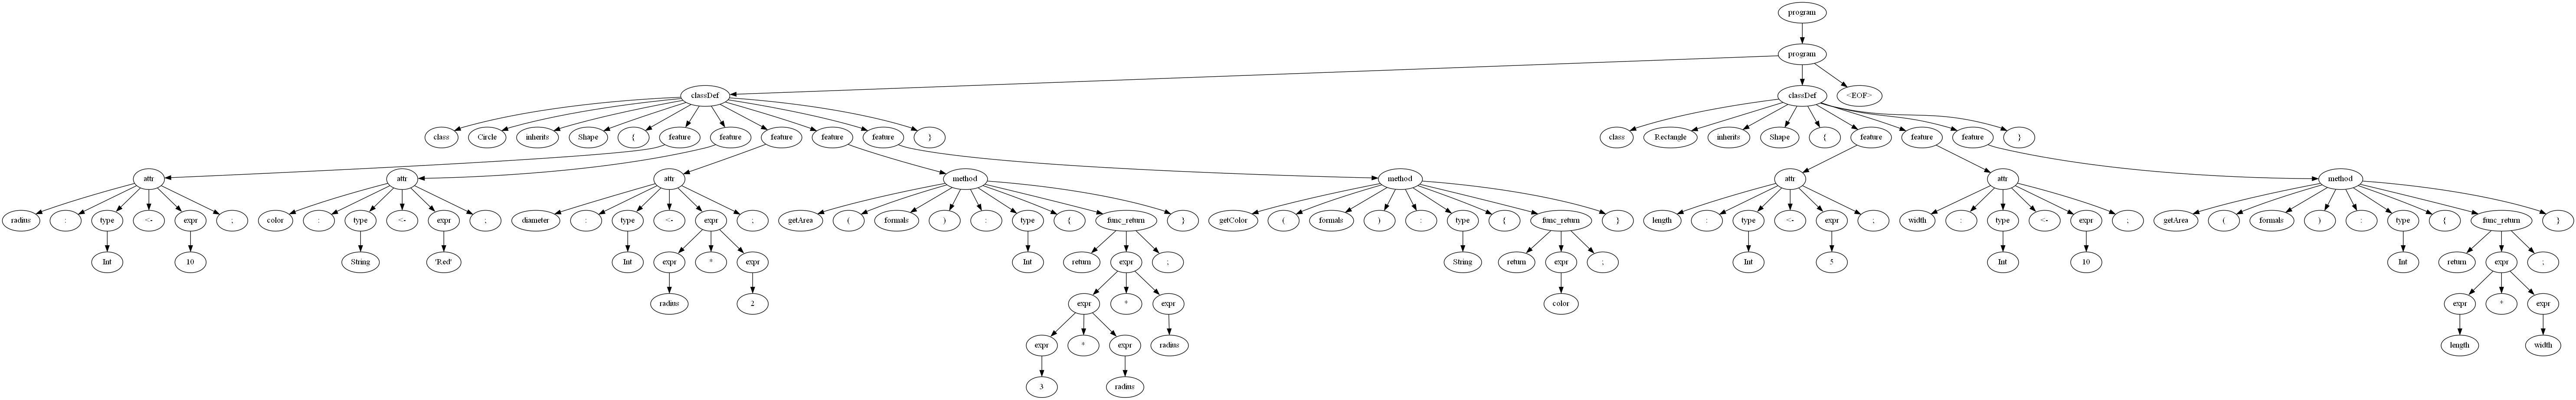 program
program
classDef classDef <EOF>
class Circle inherits Shape { feature feature feature feature feature } class Rectangle inherits Shape { feature feature feature }
attr attr attr method method attr attr method
radius : type <- expr ; color : type <- expr ; diameter : type <- expr ; getArea ( formals ) : type { func_return } getColor ( formals ) : type { func_return } length : type <- expr ; width : type <- expr ; getArea ( formals ) : type { func_return }
Int 10 String 'Red' Int expr * expr Int return expr ; String return expr ; Int 5 Int 10 Int return expr ;
radius 2 expr * expr color expr * expr
expr * expr radius length width
3 radius